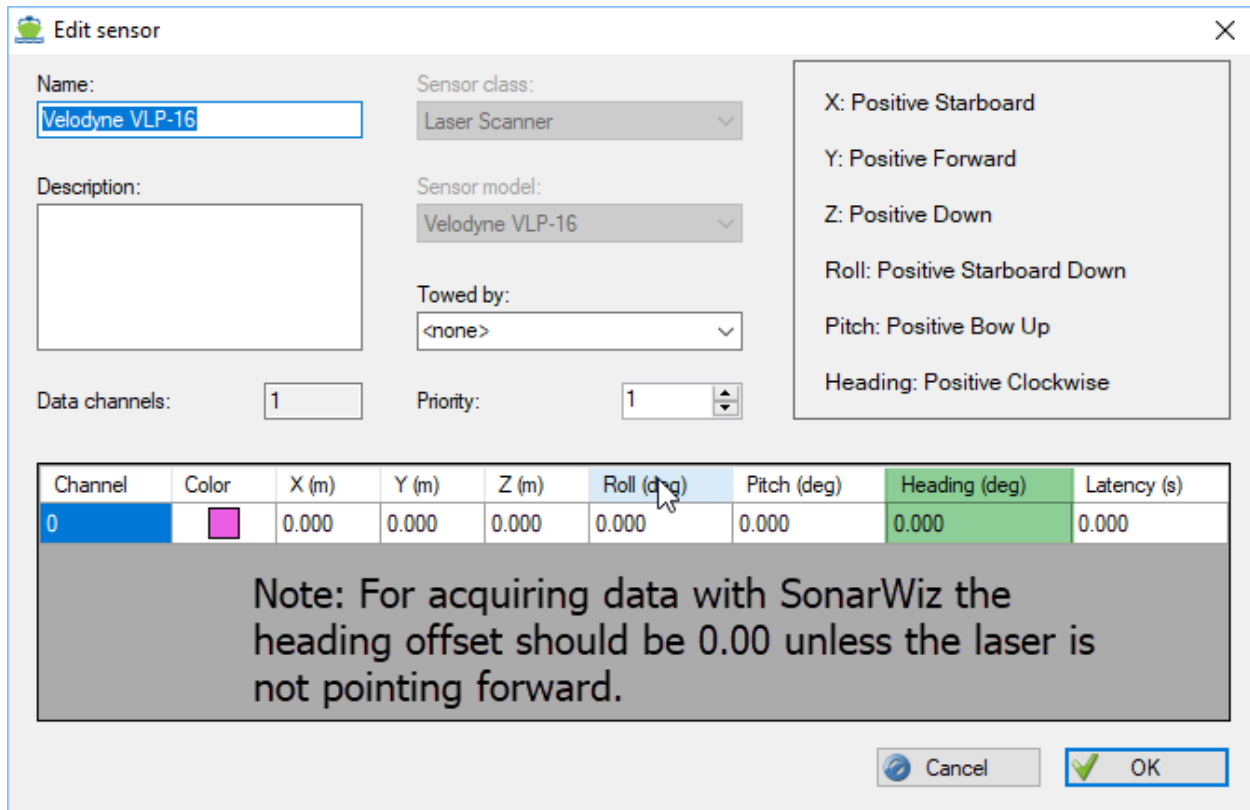 Edit sensor
Name:
Velodyne VLP-16
Sensor class:
Laser Scanner
Description:
Sensor model:
Velodyne VLP-16
Towed by:
<none>
Data channels:
1
Priority:
1
X: Positive Starboard
Y: Positive Forward
Z: Positive Down
Roll: Positive Starboard Down
Pitch: Positive Bow Up
Heading: Positive Clockwise
Channel Color X (m) Y (m) Z (m) Roll (deg) Pitch (deg) Heading (deg) Latency (s)
0 0.000 0.000 0.000 0.000 0.000 0.000 0.000
Note: For acquiring data with SonarWiz the
heading offset should be 0.00 unless the laser is
not pointing forward.
Cancel OK